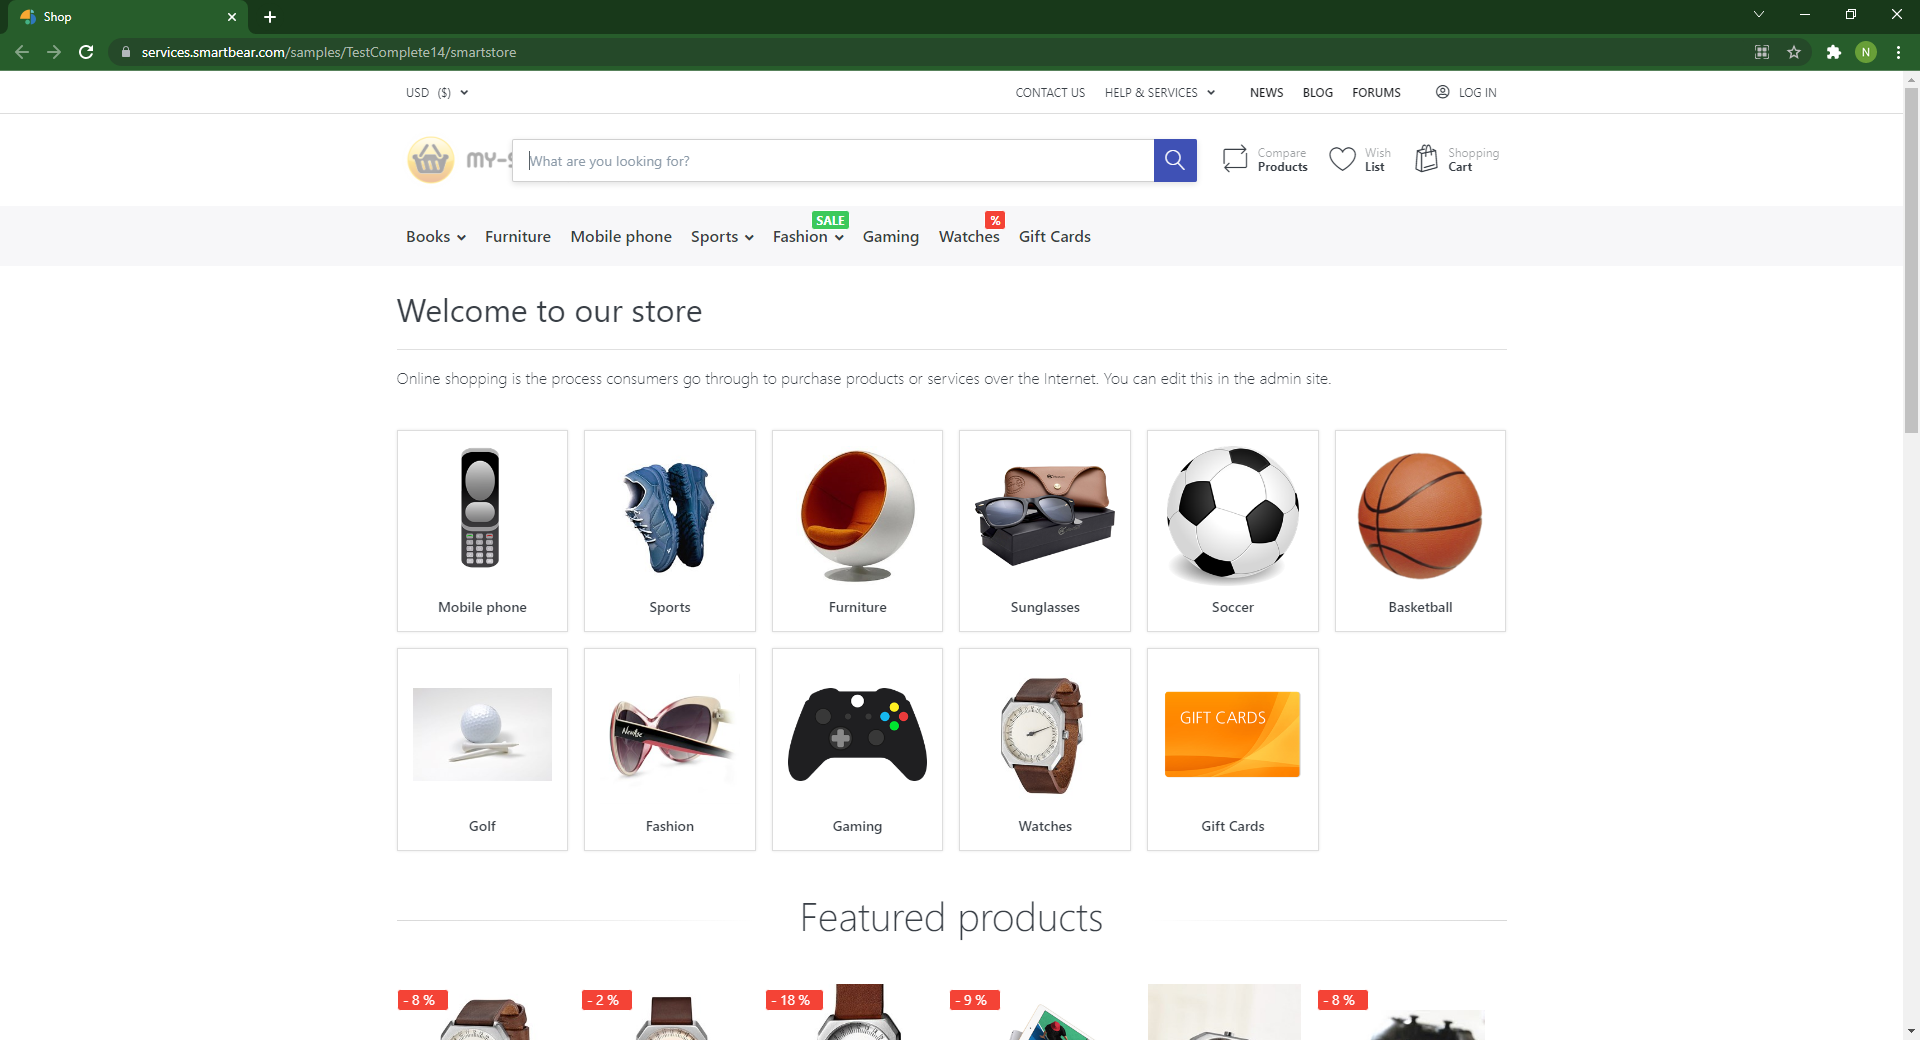 Shop
services.smartbear.com/samples/TestComplete14/smartstore
N
USD ($)
CONTACT US HELP & SERVICES NEWS BLOG FORUMS LOG IN
MY-S
What are you looking for?
Compare Products
Wish List
Shopping Cart
SALE
%
Books Furniture Mobile phone Sports Fashion Gaming Watches Gift Cards
Welcome to our store
Online shopping is the process consumers go through to purchase products or services over the Internet. You can edit this in the admin site.
Mobile phone Sports Furniture Sunglasses Soccer Basketball
GIFT CARDS
Golf Fashion Gaming Watches Gift Cards
Featured products
- 8 % - 2 % - 18 % - 9 % - 8 %